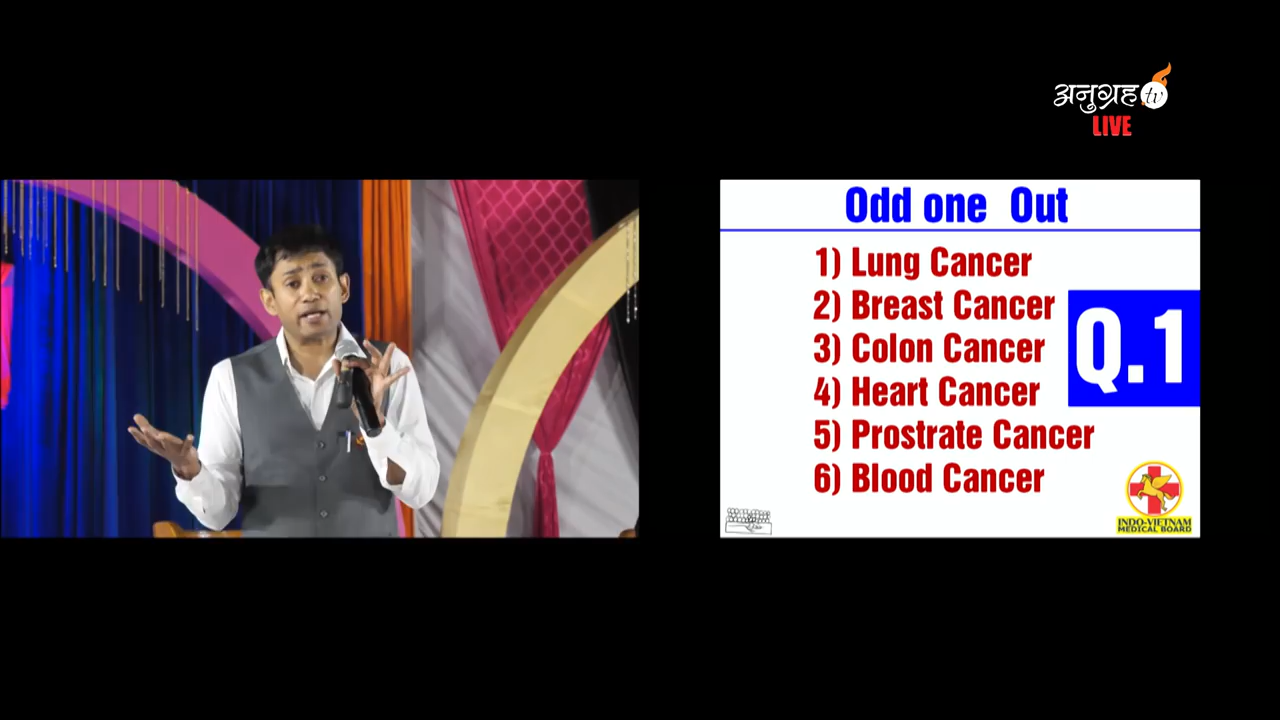 अनुग्रह tv
LIVE
Odd one Out
1) Lung Cancer
2) Breast Cancer
3) Colon Cancer
4) Heart Cancer
5) Prostrate Cancer
6) Blood Cancer
Q.1
INDO-VIETNAM
MEDICAL BOARD